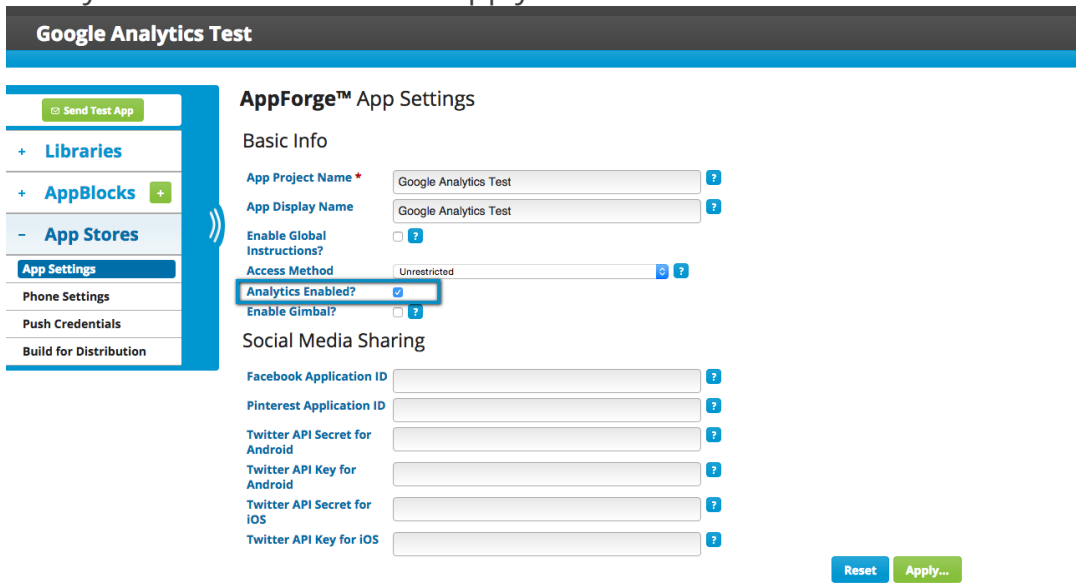 Google Analytics Test
Send Test App
+ Libraries
+ AppBlocks +
- App Stores
App Settings
Phone Settings
Push Credentials
Build for Distribution
AppForge™ App Settings
Basic Info
App Project Name * Google Analytics Test ?
App Display Name Google Analytics Test ?
Enable Global
Instructions? ?
Access Method Unrestricted ?
Analytics Enabled?
Enable Gimbal? ?
Social Media Sharing
Facebook Application ID ?
Pinterest Application ID ?
Twitter API Secret for
Android ?
Twitter API Key for
Android ?
Twitter API Secret for
iOS ?
Twitter API Key for iOS ?
Reset Apply...